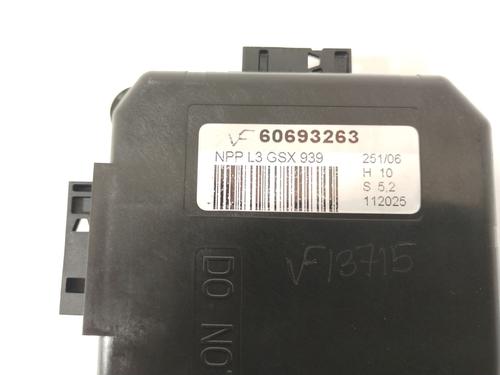 VF 60693263
NPP L3 GSX 939
251/06
H 10
S 5,2
112025
VF13715
DO NO